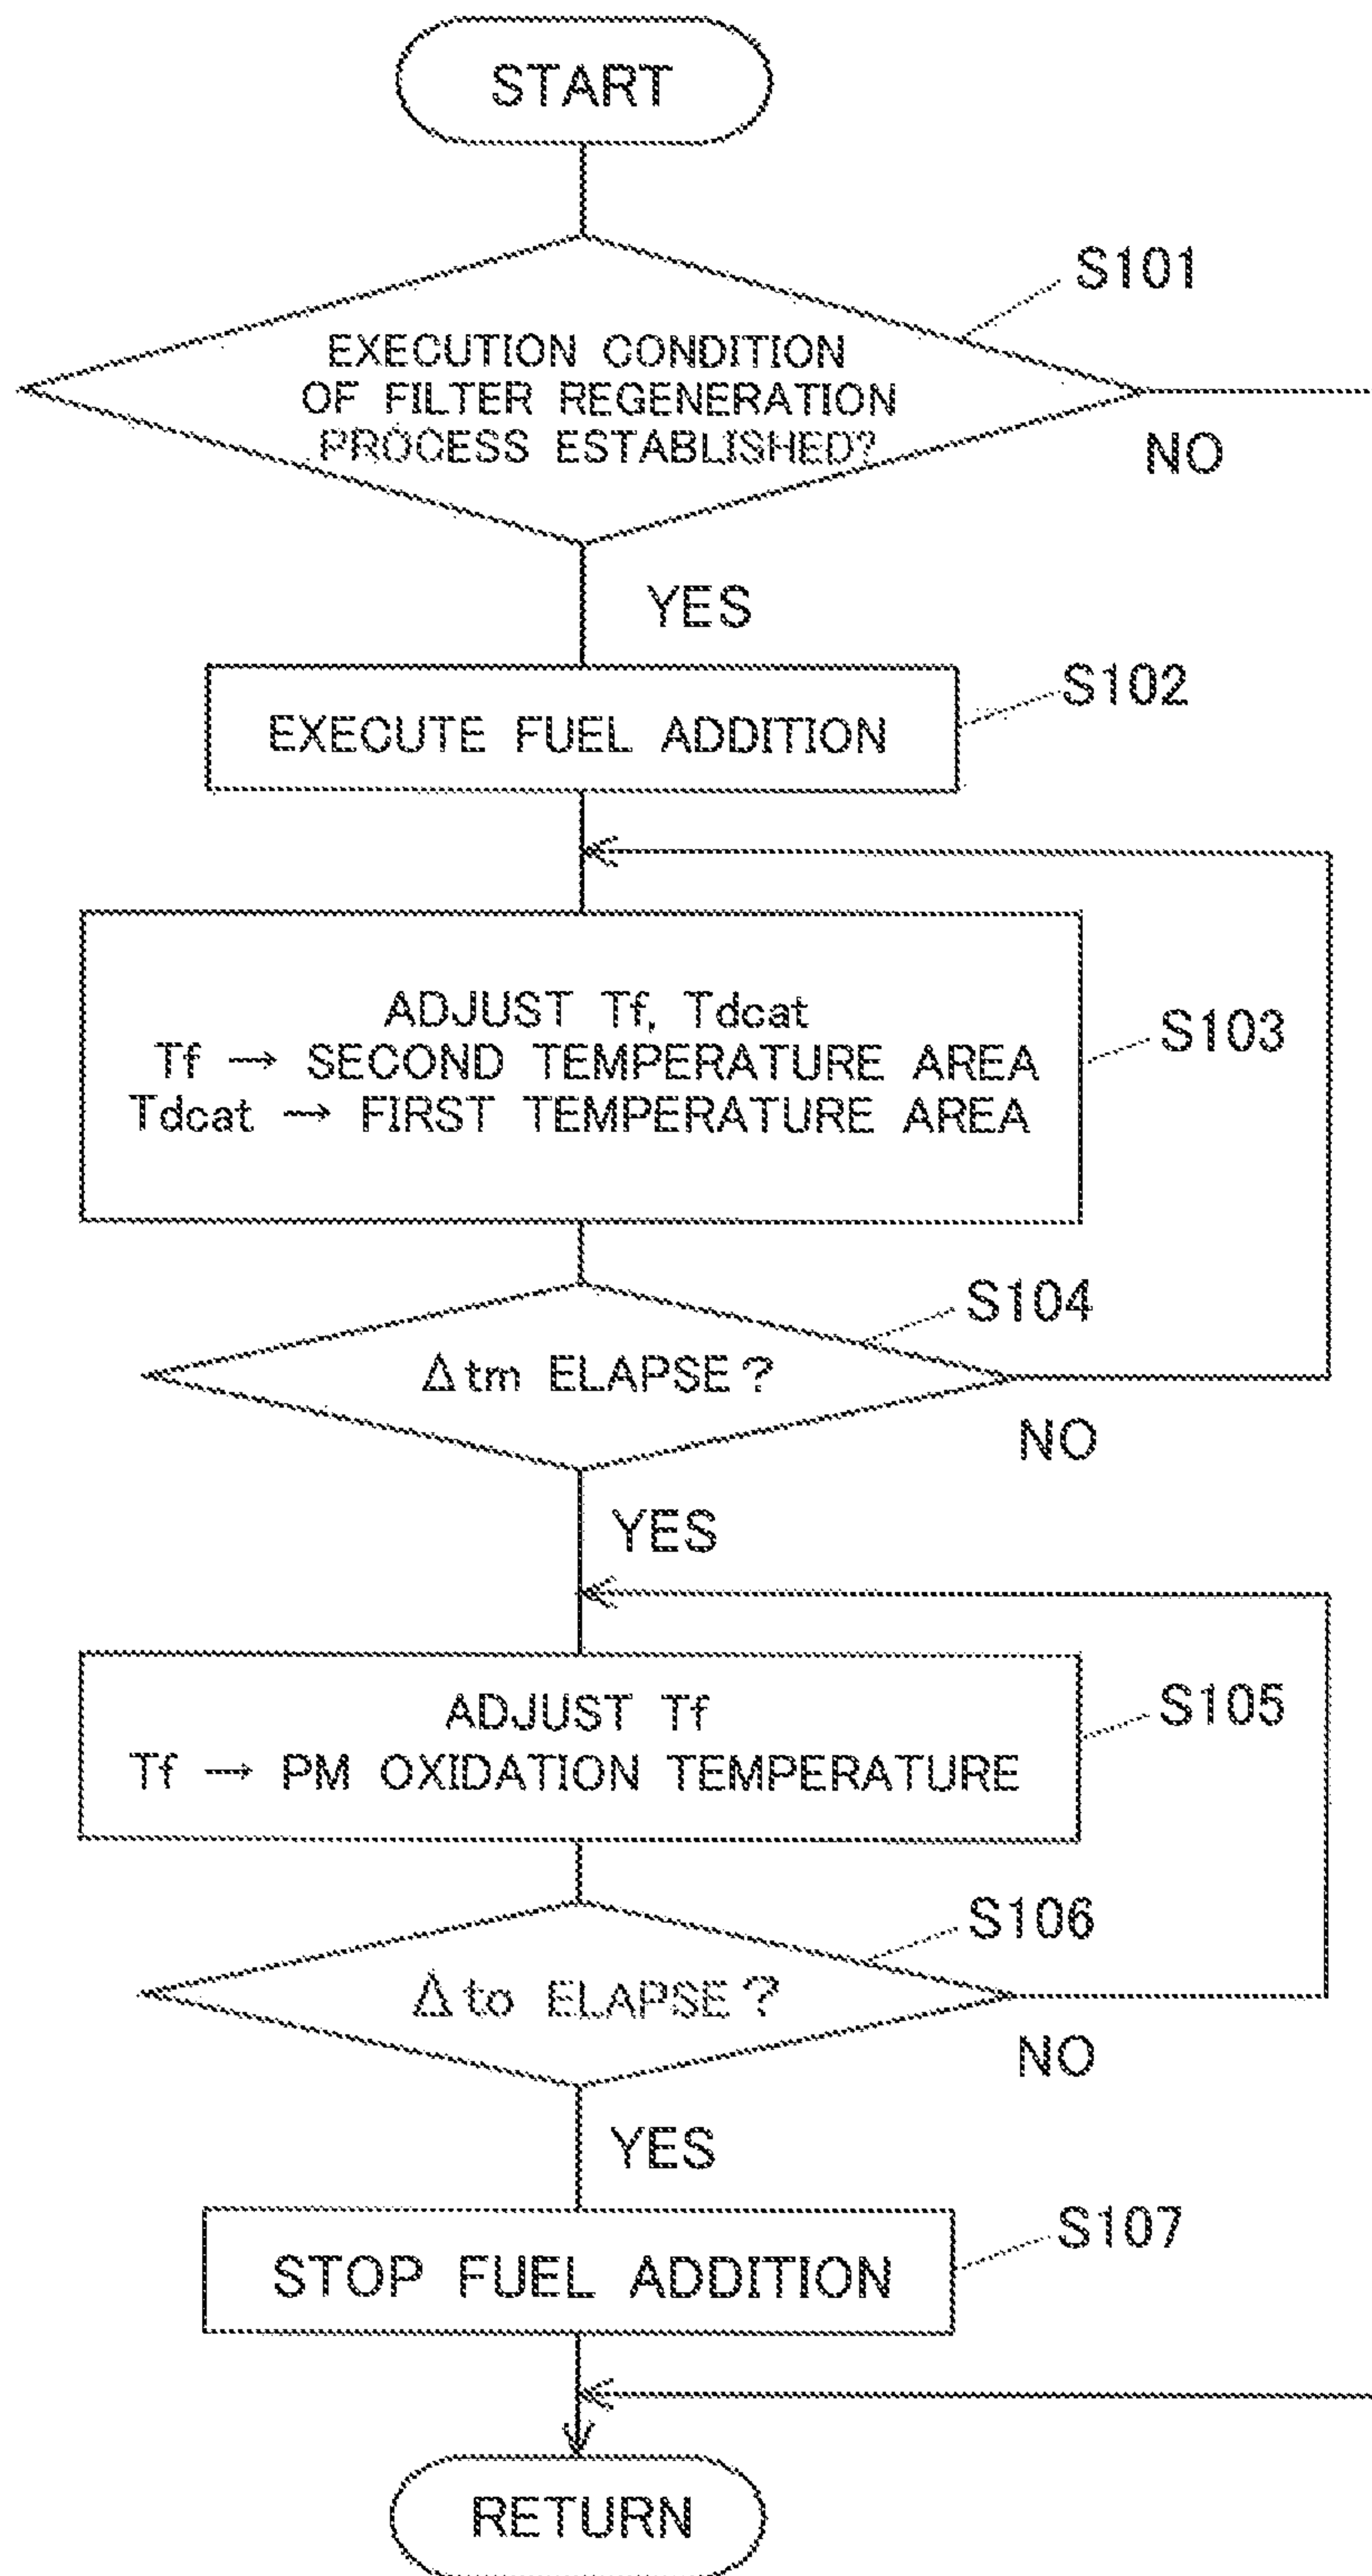 START
S101
EXECUTION CONDITION
OF FILTER REGENERATION
PROCESS ESTABLISHED?
NO
YES
S102
EXECUTE FUEL ADDITION
ADJUST Tf, Tdcat
Tf → SECOND TEMPERATURE AREA
Tdcat → FIRST TEMPERATURE AREA
S103
S104
Δtm ELAPSE?
NO
YES
ADJUST Tf
Tf → PM OXIDATION TEMPERATURE
S105
S106
Δto ELAPSE?
NO
YES
S107
STOP FUEL ADDITION
RETURN